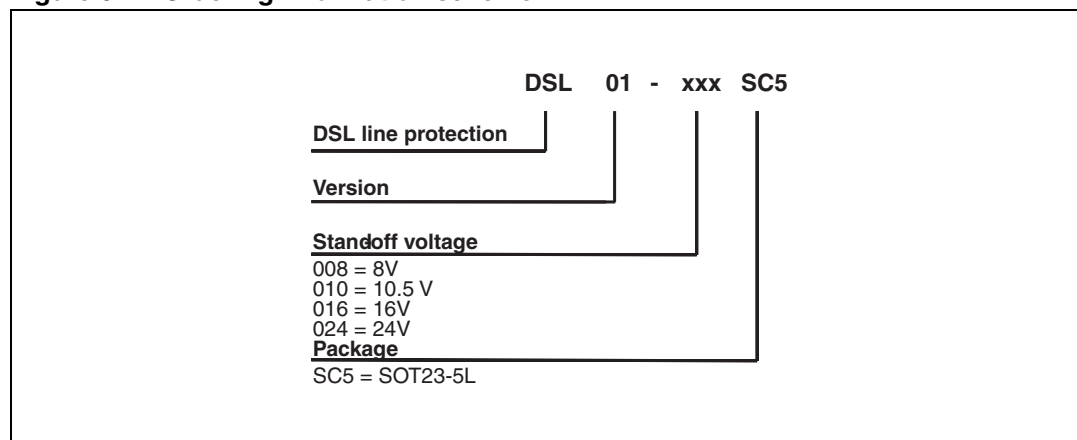 DSL 01 - xxx SC5
DSL line protection
Version
Standoff voltage
008 = 8V
010 = 10.5 V
016 = 16V
024 = 24V
Package
SC5 = SOT23-5L